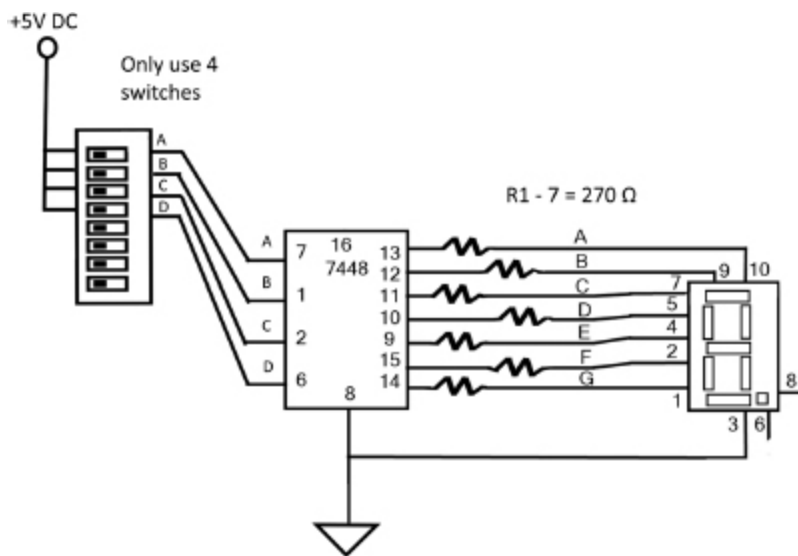 +5V DC
Only use 4
switches
A
B
C
D
R1 - 7 = 270 Ω
A
B
C
D
7
1
2
6
16
7448
8
13
12
11
10
9
15
14
A
B
C
D
E
F
G
9 10
7
5
4
2
1
8
3 6